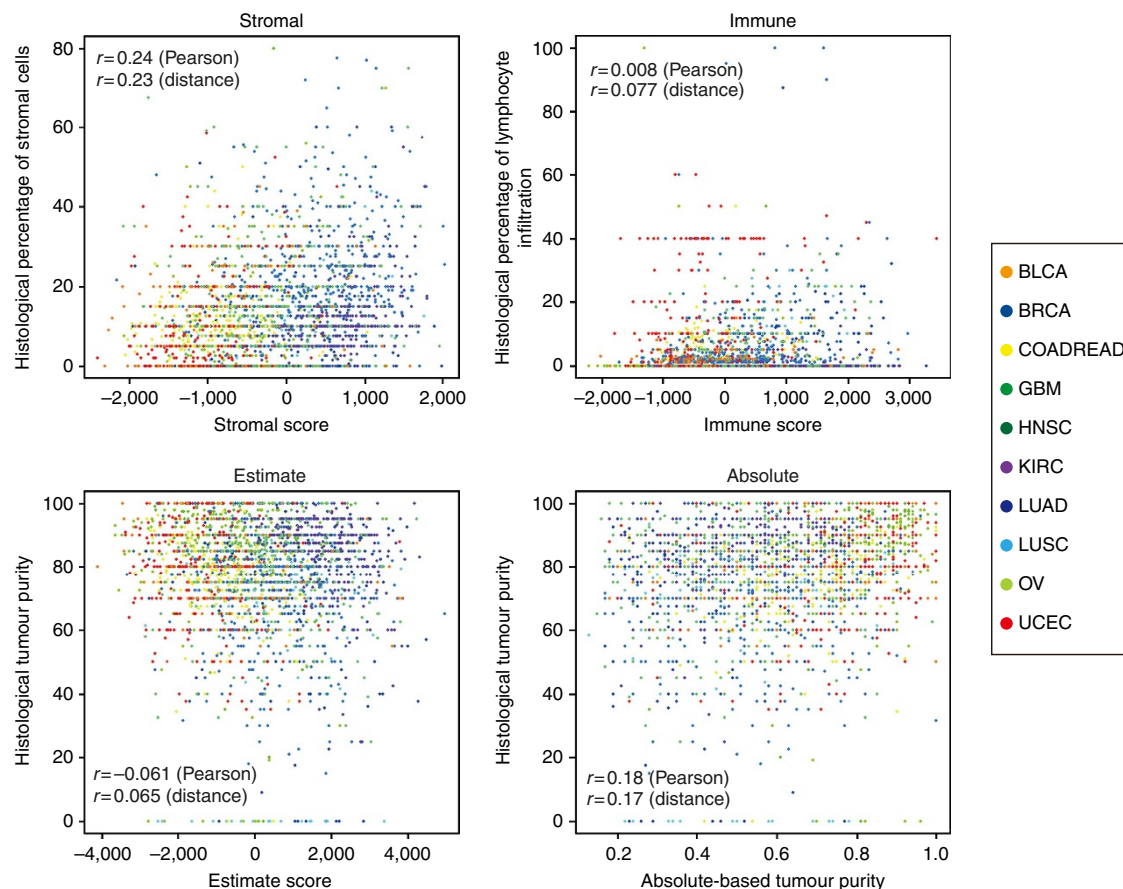 Stromal
Histological percentage of stromal cells
80
60
40
20
0
r=0.24 (Pearson)
r=0.23 (distance)
−2,000
−1,000
0
1,000
2,000
Stromal score
Immune
Histological percentage of lymphocyte
infiltration
100
80
60
40
20
0
r=0.008 (Pearson)
r=0.077 (distance)
−2,000
−1,000
0
1,000
2,000
3,000
Immune score
Estimate
Histological tumour purity
100
80
60
40
20
0
r=−0.061 (Pearson)
r=0.065 (distance)
−4,000
−2,000
0
2,000
4,000
Estimate score
Absolute
Histological tumour purity
100
80
60
40
20
0
r=0.18 (Pearson)
r=0.17 (distance)
0.2
0.4
0.6
0.8
1.0
Absolute-based tumour purity
BLCA
BRCA
COADREAD
GBM
HNSC
KIRC
LUAD
LUSC
OV
UCEC